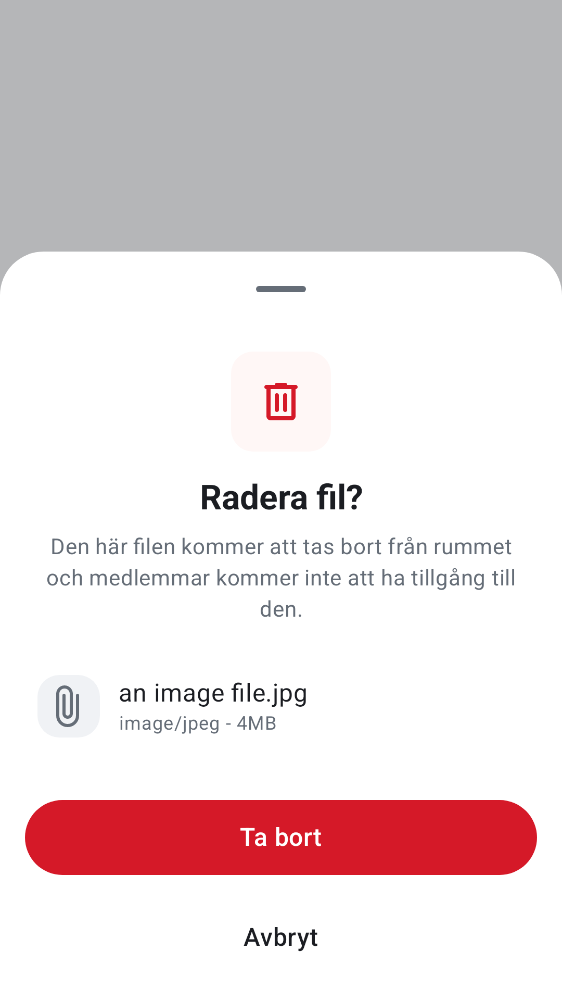 Radera fil?
Den här filen kommer att tas bort från rummet
och medlemmar kommer inte att ha tillgång till
den.
an image file.jpg
image/jpeg - 4MB
Ta bort
Avbryt